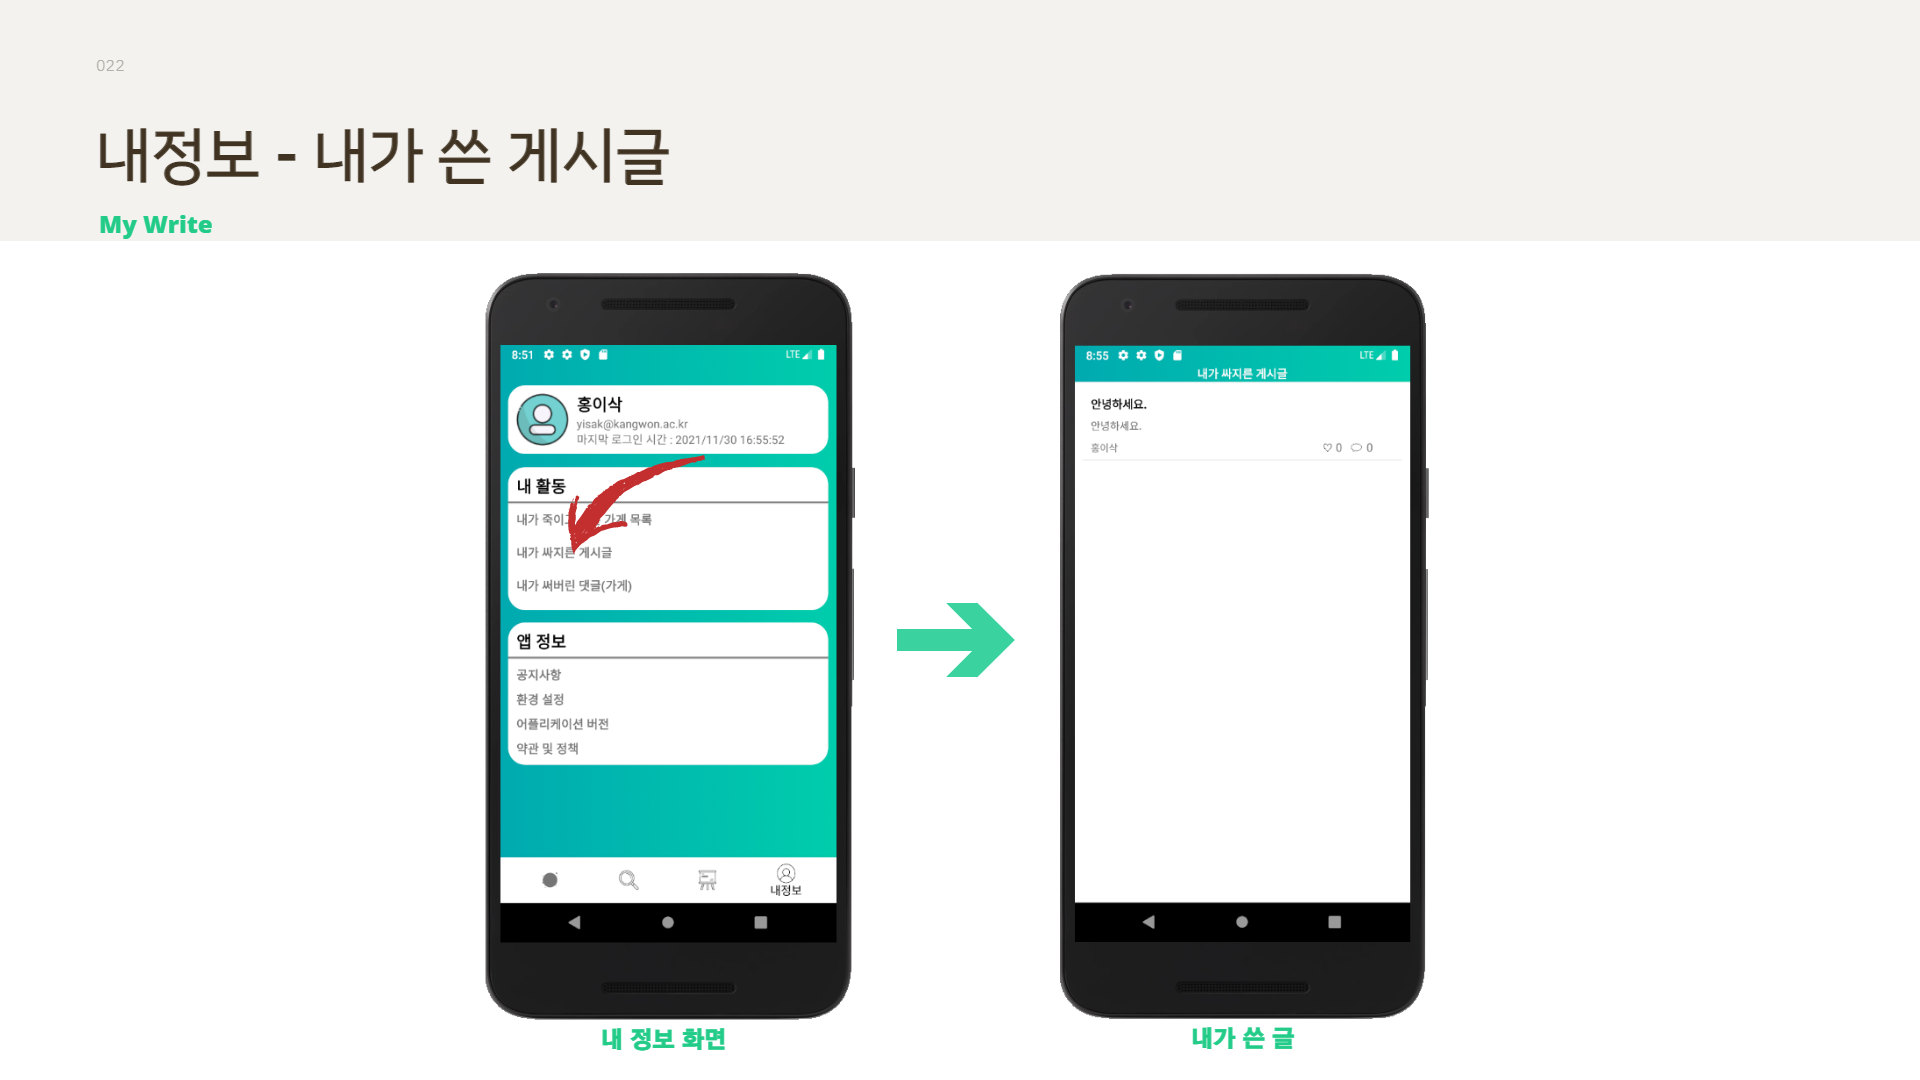 022
내정보 - 내가 쓴 게시글
My Write
8:51
LTE
홍이삭
yisak@kangwon.ac.kr
마지막 로그인 시간 : 2021/11/30 16:55:52
내 활동
내가 가게 목록
내가 싸지른 게시글
내가 써버린 댓글(가게)
앱 정보
공지사항
환경 설정
어플리케이션 버전
약관 및 정책
내정보
내 정보 화면
8:55
LTE
내가 싸지른 게시글
안녕하세요.
안녕하세요.
홍이삭
0 0
내가 쓴 글